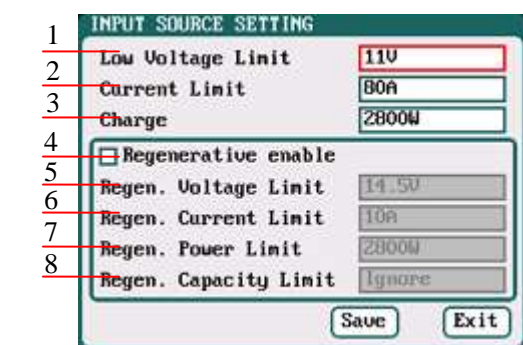 INPUT SOURCE SETTING
1 Low Voltage Limit 11V
2 Current Limit 80A
3 Charge 2800W
4 Regenerative enable
5 Regen. Voltage Limit 14.5V
6 Regen. Current Limit 10A
7 Regen. Power Limit 2800W
8 Regen. Capacity Limit Ignore
Save Exit